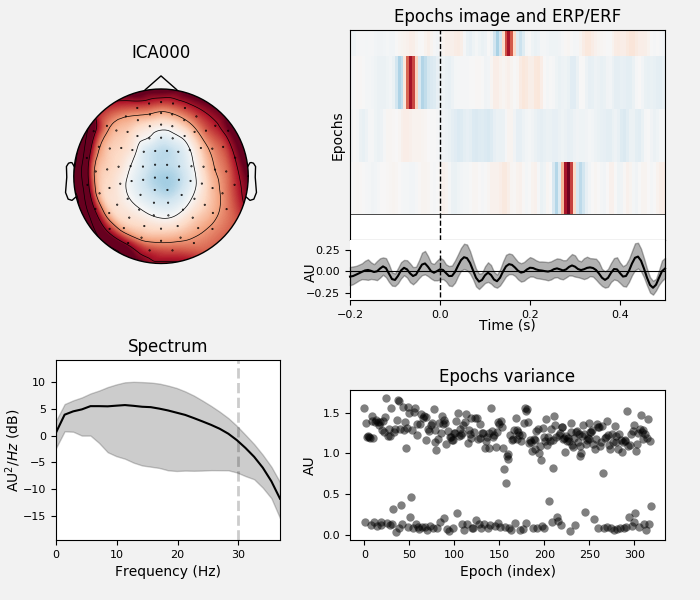 ICA000
Epochs image and ERP/ERF
Epochs
AU
0.25
0.00
−0.25
−0.2
0.0
0.2
0.4
Time (s)
Spectrum
AU²/Hz (dB)
10
5
0
−5
−10
−15
0
10
20
30
Frequency (Hz)
Epochs variance
AU
1.5
1.0
0.5
0.0
0
50
100
150
200
250
300
Epoch (index)